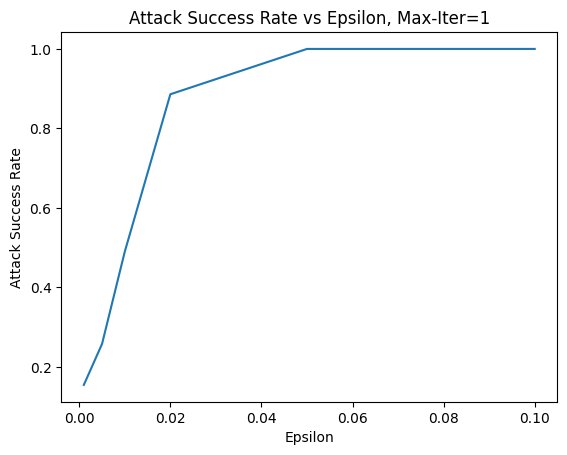 Attack Success Rate vs Epsilon, Max-Iter=1
1.0
0.8
0.6
0.4
0.2
Attack Success Rate
0.00 0.02 0.04 0.06 0.08 0.10
Epsilon